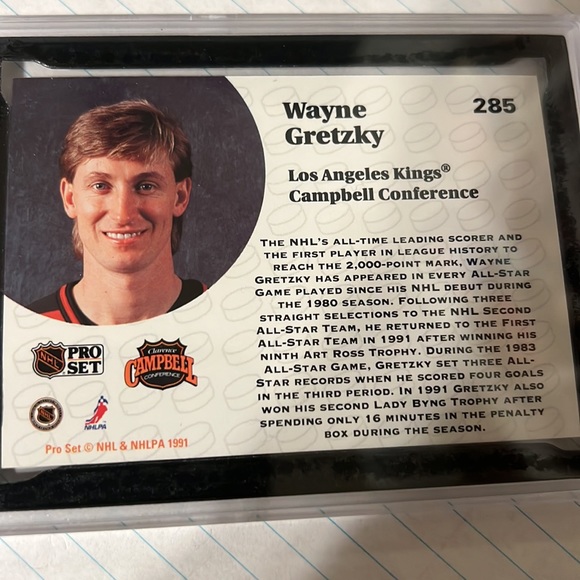 Wayne
Gretzky
285
Los Angeles Kings®
Campbell Conference
THE NHL'S ALL-TIME LEADING SCORER AND
THE FIRST PLAYER IN LEAGUE HISTORY TO
REACH THE 2,000-POINT MARK, WAYNE
GRETZKY HAS APPEARED IN EVERY ALL-STAR
GAME PLAYED SINCE HIS NHL DEBUT DURING
THE 1980 SEASON. FOLLOWING THREE
STRAIGHT SELECTIONS TO THE NHL SECOND
ALL-STAR TEAM, HE RETURNED TO THE FIRST
ALL-STAR TEAM IN 1991 AFTER WINNING HIS
NINTH ART ROSS TROPHY. DURING THE 1983
ALL-STAR GAME, GRETZKY SET THREE ALL-
STAR RECORDS WHEN HE SCORED FOUR GOALS
IN THE THIRD PERIOD. IN 1991 GRETZKY ALSO
WON HIS SECOND LADY BYNG TROPHY AFTER
SPENDING ONLY 16 MINUTES IN THE PENALTY
BOX DURING THE SEASON.
NHL PRO
SET
Clarence
CAMPBELL
CONFERENCE
NHLPA
Pro Set © NHL & NHLPA 1991